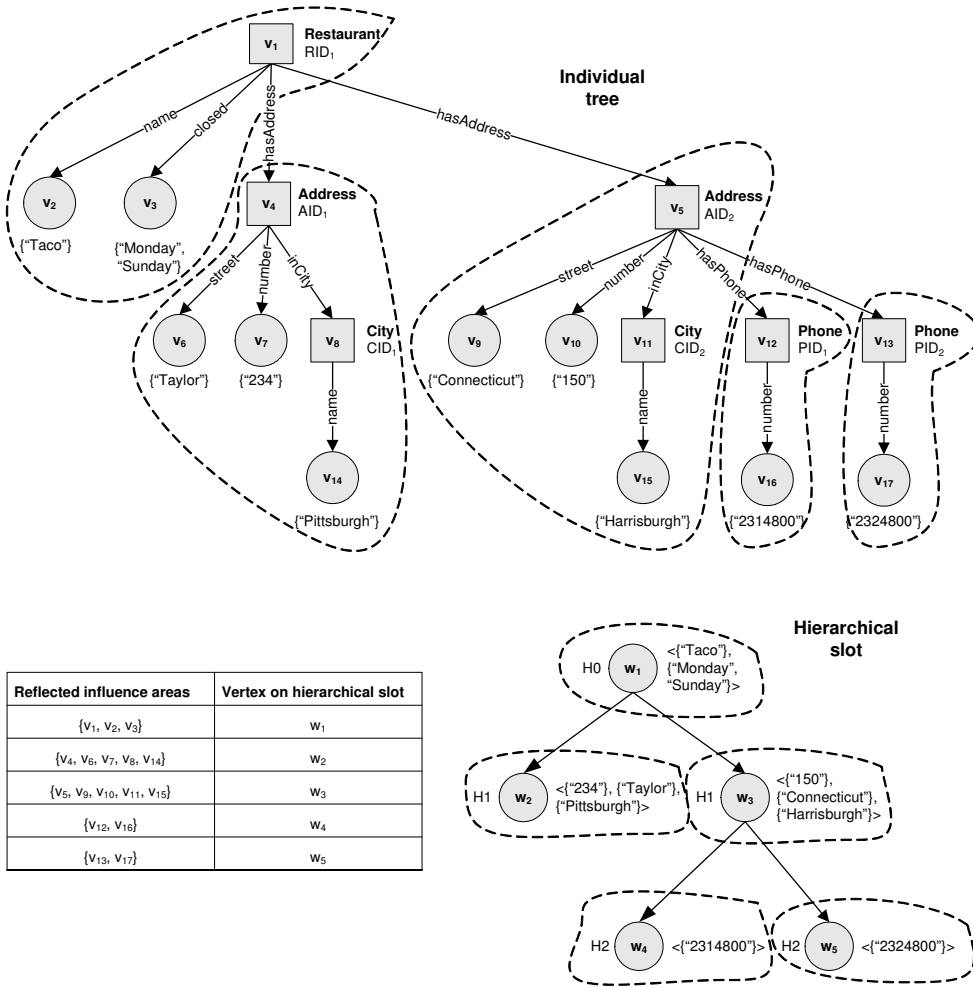 Individual
tree
v1
Restaurant
RID1
name
closed
hasAddress
hasAddress
v2
{“Taco”}
v3
{“Monday”,
“Sunday”}
v4
Address
AID1
v5
Address
AID2
street
number
inCity
street
number
inCity
hasPhone
hasPhone
v6
{“Taylor”}
v7
{“234”}
v8
City
CID1
v9
{“Connecticut”}
v10
{“150”}
v11
City
CID2
v12
Phone
PID1
v13
Phone
PID2
name
name
number
number
v14
{“Pittsburgh”}
v15
{“Harrisburgh”}
v16
{“2314800”}
v17
{“2324800”}
Reflected influence areas Vertex on hierarchical slot
{v1, v2, v3} w1
{v4, v6, v7, v8, v14} w2
{v5, v9, v10, v11, v15} w3
{v12, v16} w4
{v13, v17} w5
Hierarchical
slot
H0 w1 <{“Taco”},
{“Monday”,
“Sunday”}>
H1 w2 <{“234”}, {“Taylor”},
{“Pittsburgh”}>
H1 w3 <{“150”},
{“Connecticut”},
{“Harrisburgh”}>
H2 w4 <{“2314800”}>
H2 w5 <{“2324800”}>